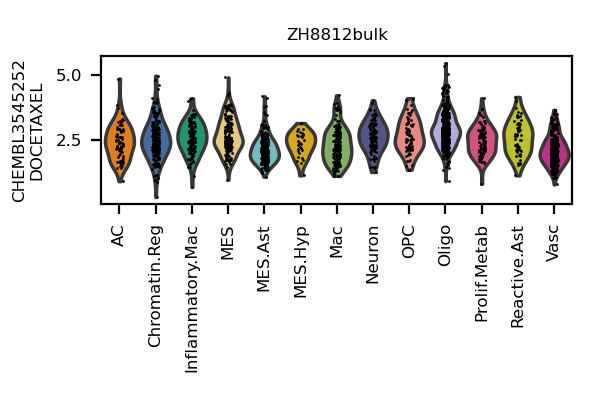 ZH8812bulk
CHEMBL3545252
DOCETAXEL
5.0
2.5
AC
Chromatin.Reg
Inflammatory.Mac
MES
MES.Ast
MES.Hyp
Mac
Neuron
OPC
Oligo
Prolif.Metab
Reactive.Ast
Vasc